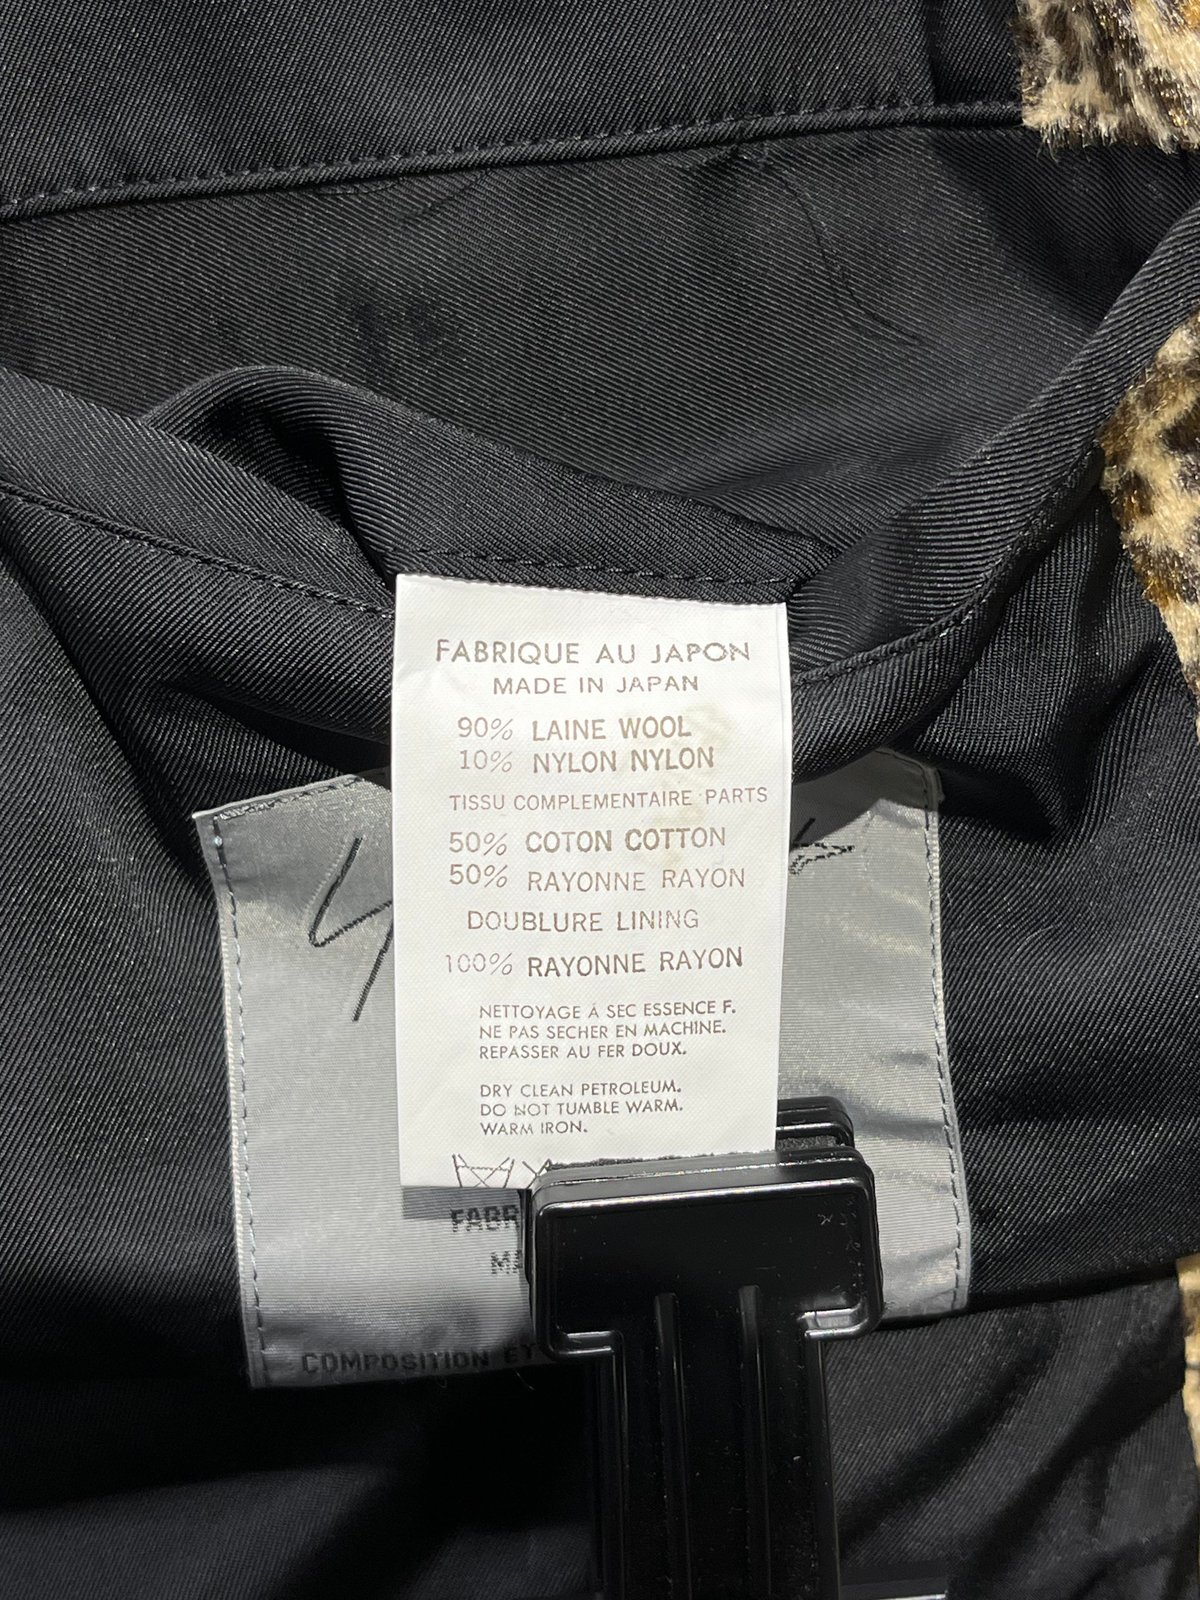 FABRIQUE AU JAPON
MADE IN JAPAN
90% LAINE WOOL
10% NYLON NYLON
TISSU COMPLEMENTAIRE PARTS
50% COTON COTTON
50% RAYONNE RAYON
DOUBLURE LINING
100% RAYONNE RAYON
NETTOYAGE À SEC ESSENCE F.
NE PAS SECHER EN MACHINE.
REPASSER AU FER DOUX.
DRY CLEAN PETROLEUM.
DO NOT TUMBLE WARM.
WARM IRON.
FABR
MA
COMPOSITION ET